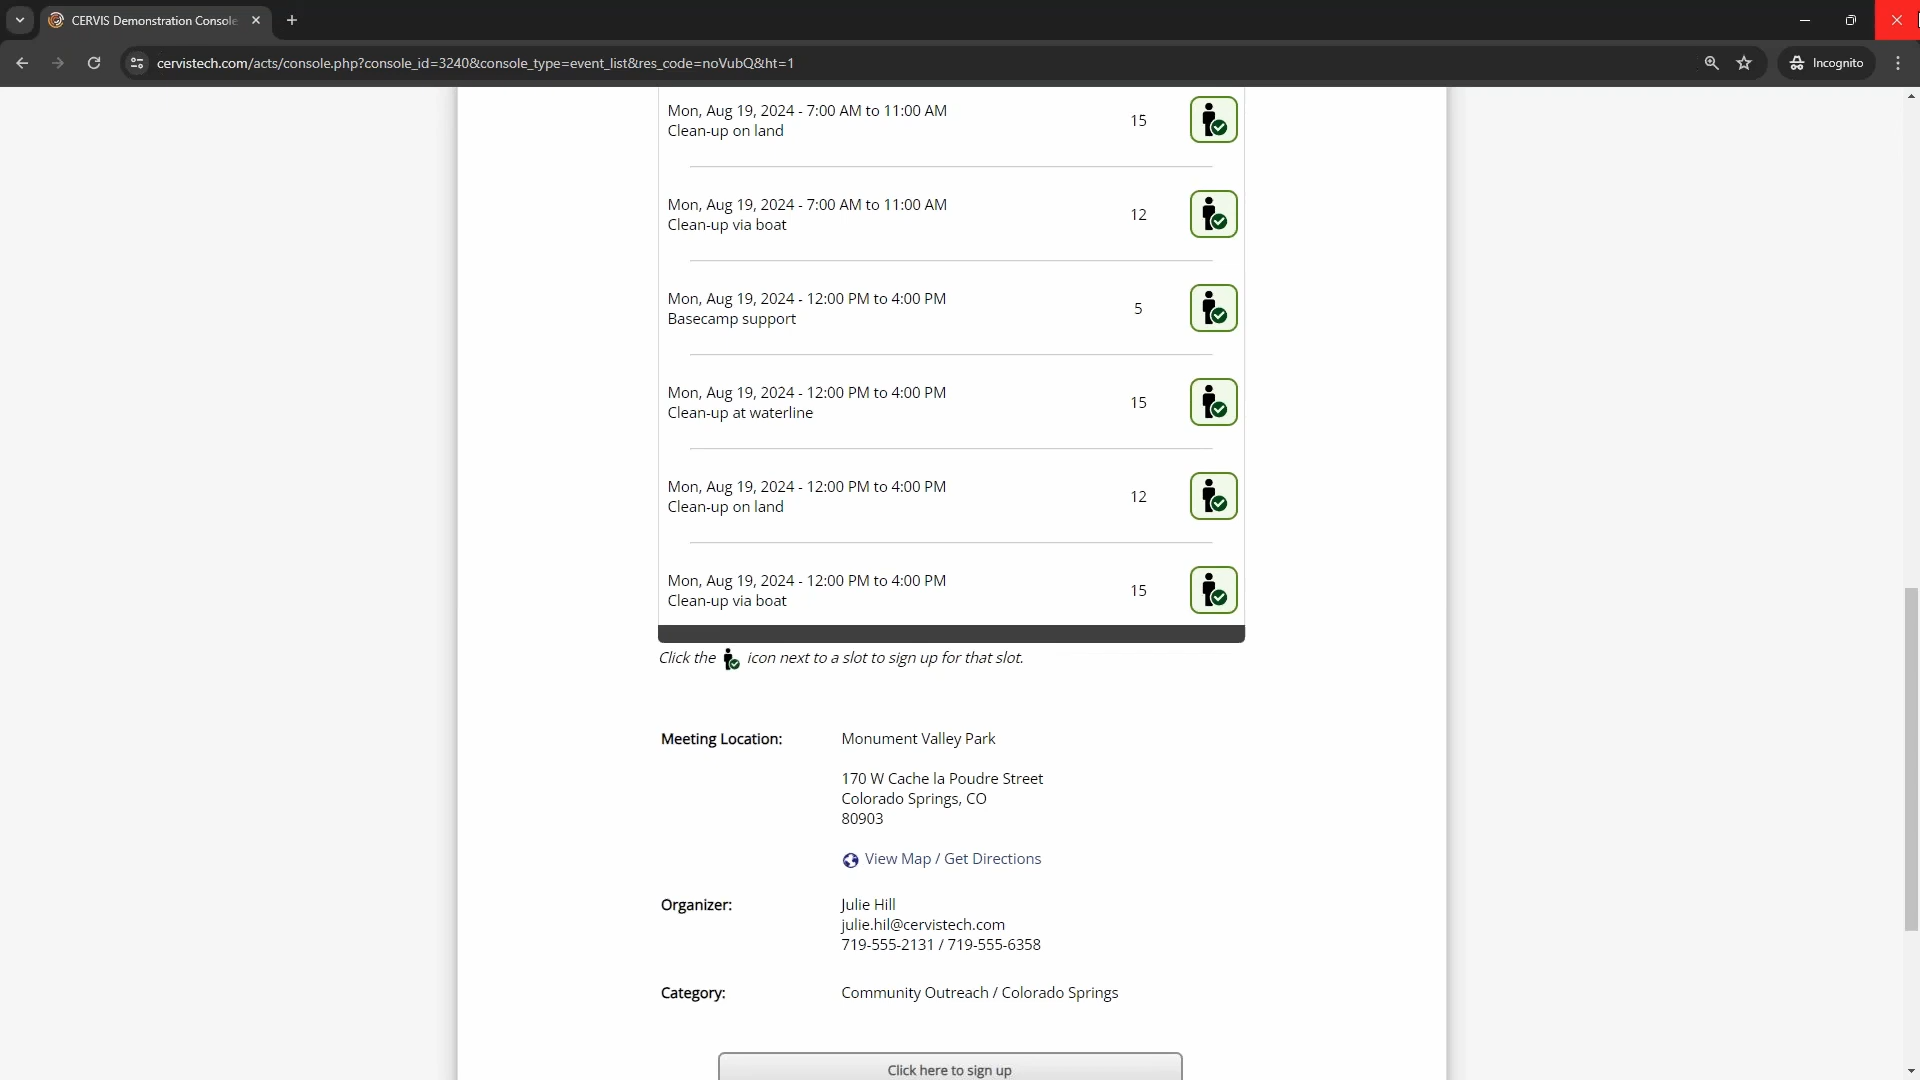 CERVIS Demonstration Console
cervistech.com/acts/console.php?console_id=3240&console_type=event_list&res_code=noVubQ&ht=1
Incognito
Mon, Aug 19, 2024 - 7:00 AM to 11:00 AM
Clean-up on land
15
Mon, Aug 19, 2024 - 7:00 AM to 11:00 AM
Clean-up via boat
12
Mon, Aug 19, 2024 - 12:00 PM to 4:00 PM
Basecamp support
5
Mon, Aug 19, 2024 - 12:00 PM to 4:00 PM
Clean-up at waterline
15
Mon, Aug 19, 2024 - 12:00 PM to 4:00 PM
Clean-up on land
12
Mon, Aug 19, 2024 - 12:00 PM to 4:00 PM
Clean-up via boat
15
Click the icon next to a slot to sign up for that slot.
Meeting Location: Monument Valley Park
170 W Cache la Poudre Street
Colorado Springs, CO
80903
View Map / Get Directions
Organizer: Julie Hill
julie.hil@cervistech.com
719-555-2131 / 719-555-6358
Category: Community Outreach / Colorado Springs
Click here to sign up